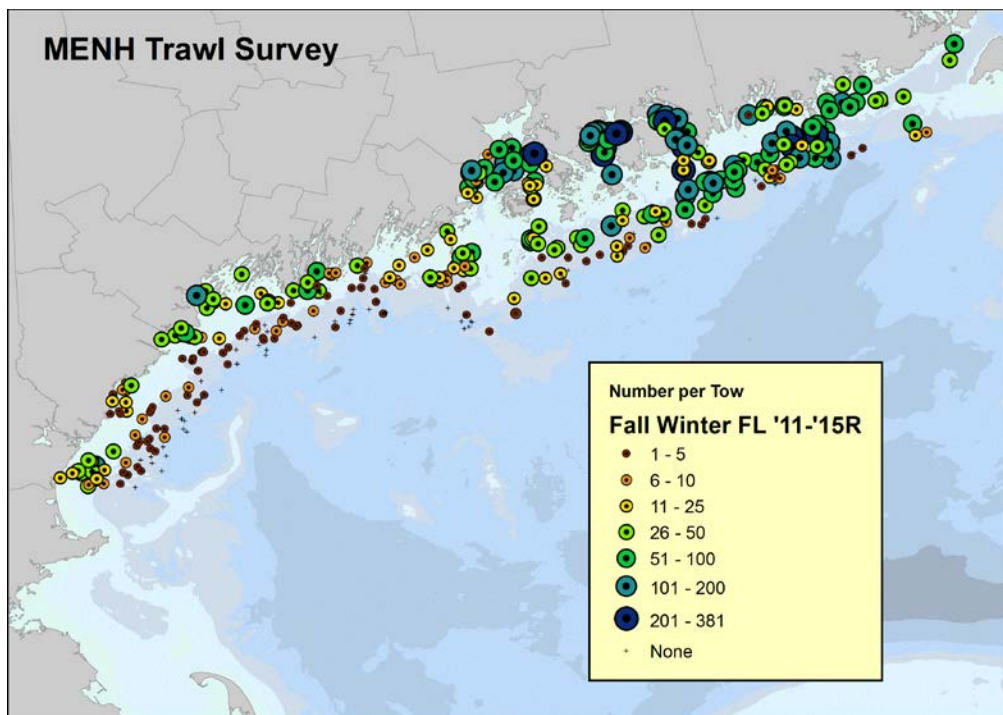 MENH Trawl Survey
Number per Tow
Fall Winter FL '11-'15R
1 - 5
6 - 10
11 - 25
26 - 50
51 - 100
101 - 200
201 - 381
None